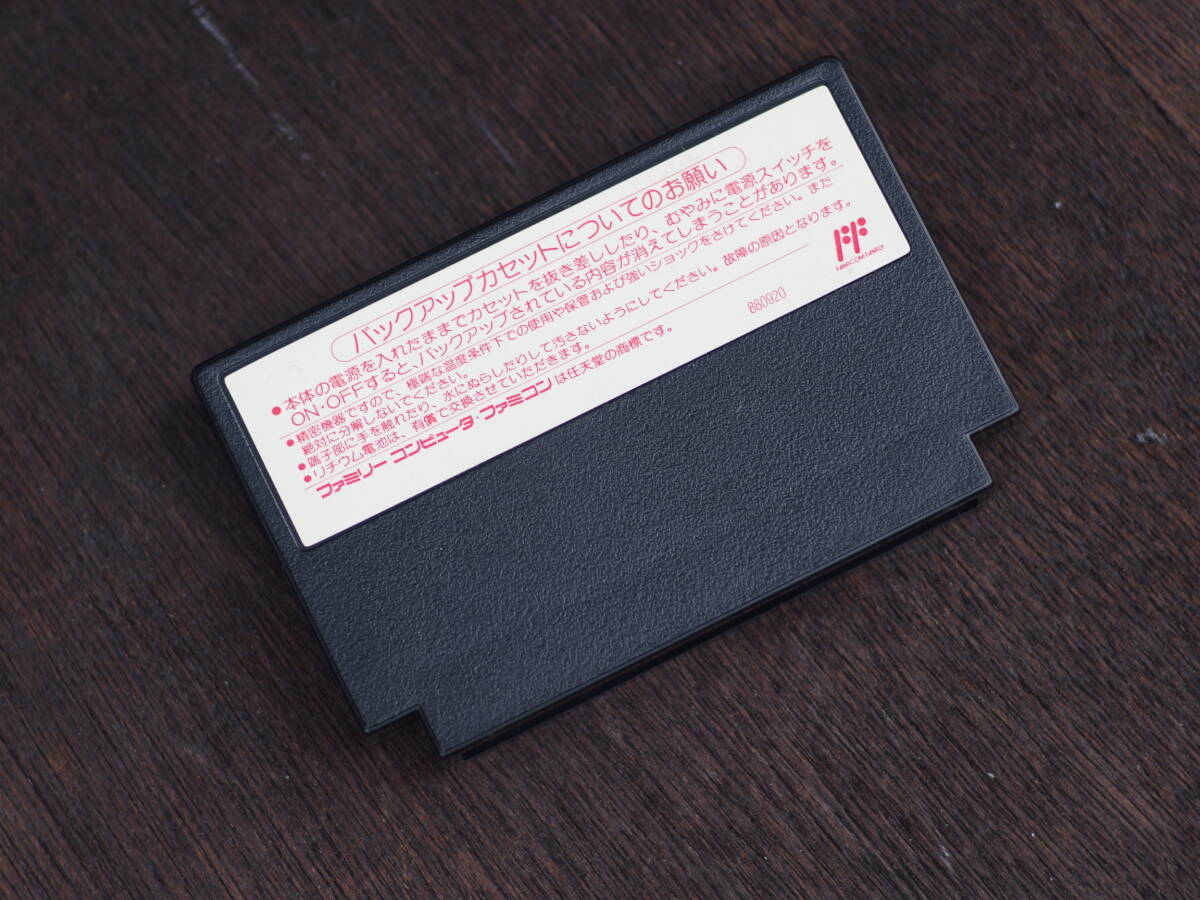 バックアップカセットについてのお願い
●本体の電源を入れたままでカセットを抜き差ししたり、むやみに電源スイッチを
ON・OFFすると、バックアップされている内容が消えてしまうことがあります。
●精密機器ですので、極端な温度条件下での使用や保管および強いショックをさけてください。また
絶対に分解しないでください。
●端子部に手を触れたり、水にぬらしたりして汚さないようにしてください。故障の原因となります。
●リチウム電池は、有償で交換させていただきます。
ファミリーコンピュータ・ファミコンは任天堂の商標です。
FF
FAMICOM FAMILY
880920